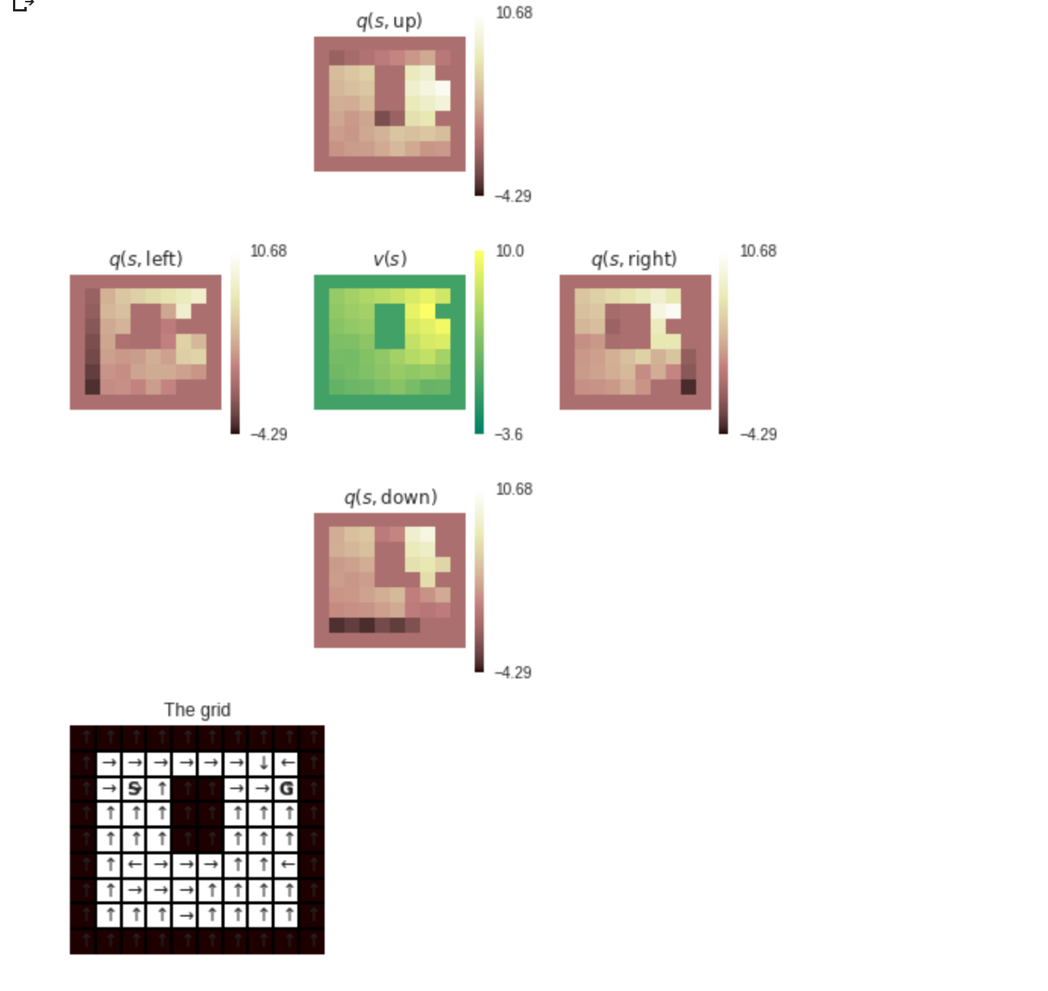 q(s, up)
10.68
−4.29
q(s, left)
10.68
−4.29
v(s)
10.0
−3.6
q(s, right)
10.68
−4.29
q(s, down)
10.68
−4.29
The grid
↑ ↑ ↑ ↑ ↑ ↑ ↑ ↑ ↑ ↑
↑ → → → → → → ↓ ← ↑
↑ → S ↑ ↑ ↑ → → G ↑
↑ ↑ ↑ ↑ ↑ ↑ ↑ ↑ ↑ ↑
↑ ↑ ↑ ↑ ↑ ↑ ↑ ↑ ↑ ↑
↑ ↑ ← → → → ↑ ↑ ← ↑
↑ ↑ → → → ↑ ↑ ↑ ↑ ↑
↑ ↑ ↑ ↑ → ↑ ↑ ↑ ↑ ↑
↑ ↑ ↑ ↑ ↑ ↑ ↑ ↑ ↑ ↑